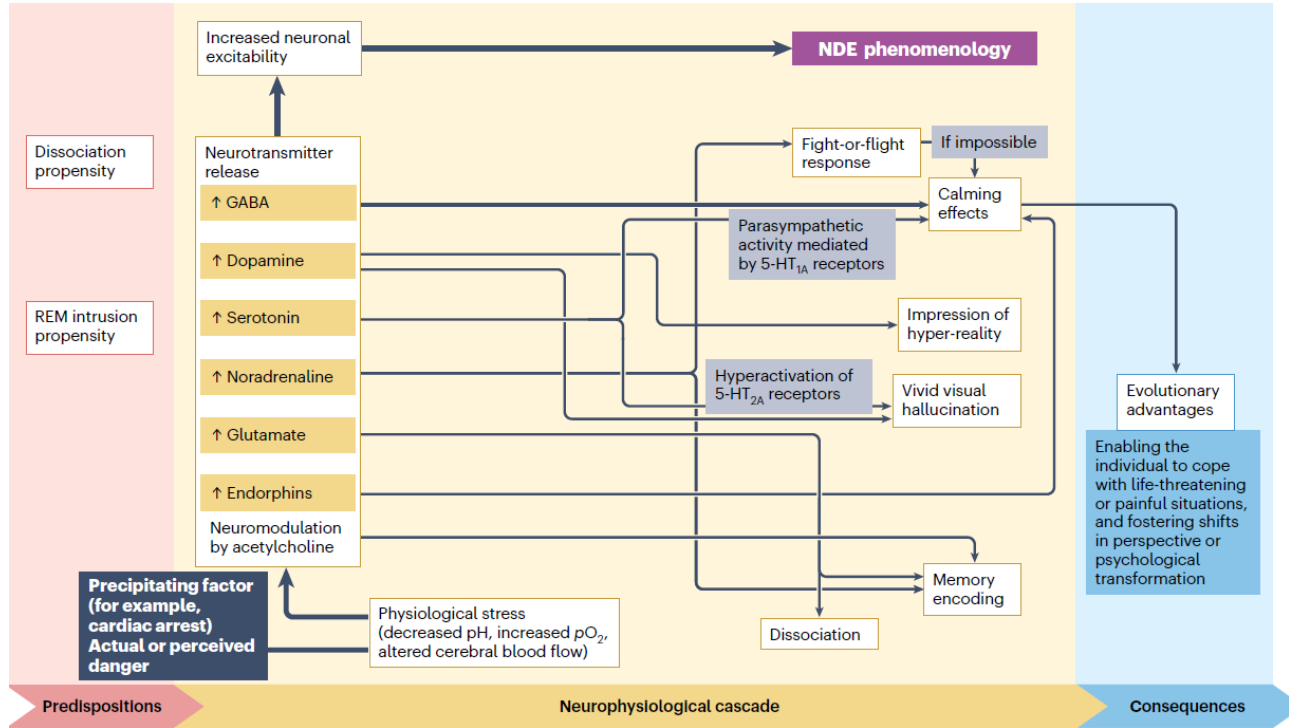 Increased neuronal
excitability
NDE phenomenology
Dissociation
propensity
REM intrusion
propensity
Neurotransmitter
release
↑ GABA
↑ Dopamine
↑ Serotonin
↑ Noradrenaline
↑ Glutamate
↑ Endorphins
Neuromodulation
by acetylcholine
Precipitating factor
(for example,
cardiac arrest)
Actual or perceived
danger
Physiological stress
(decreased pH, increased pO2,
altered cerebral blood flow)
Fight-or-flight
response
If impossible
Calming
effects
Parasympathetic
activity mediated
by 5-HT1A receptors
Impression of
hyper-reality
Hyperactivation of
5-HT2A receptors
Vivid visual
hallucination
Memory
encoding
Dissociation
Evolutionary
advantages
Enabling the
individual to cope
with life-threatening
or painful situations,
and fostering shifts
in perspective or
psychological
transformation
Predispositions
Neurophysiological cascade
Consequences